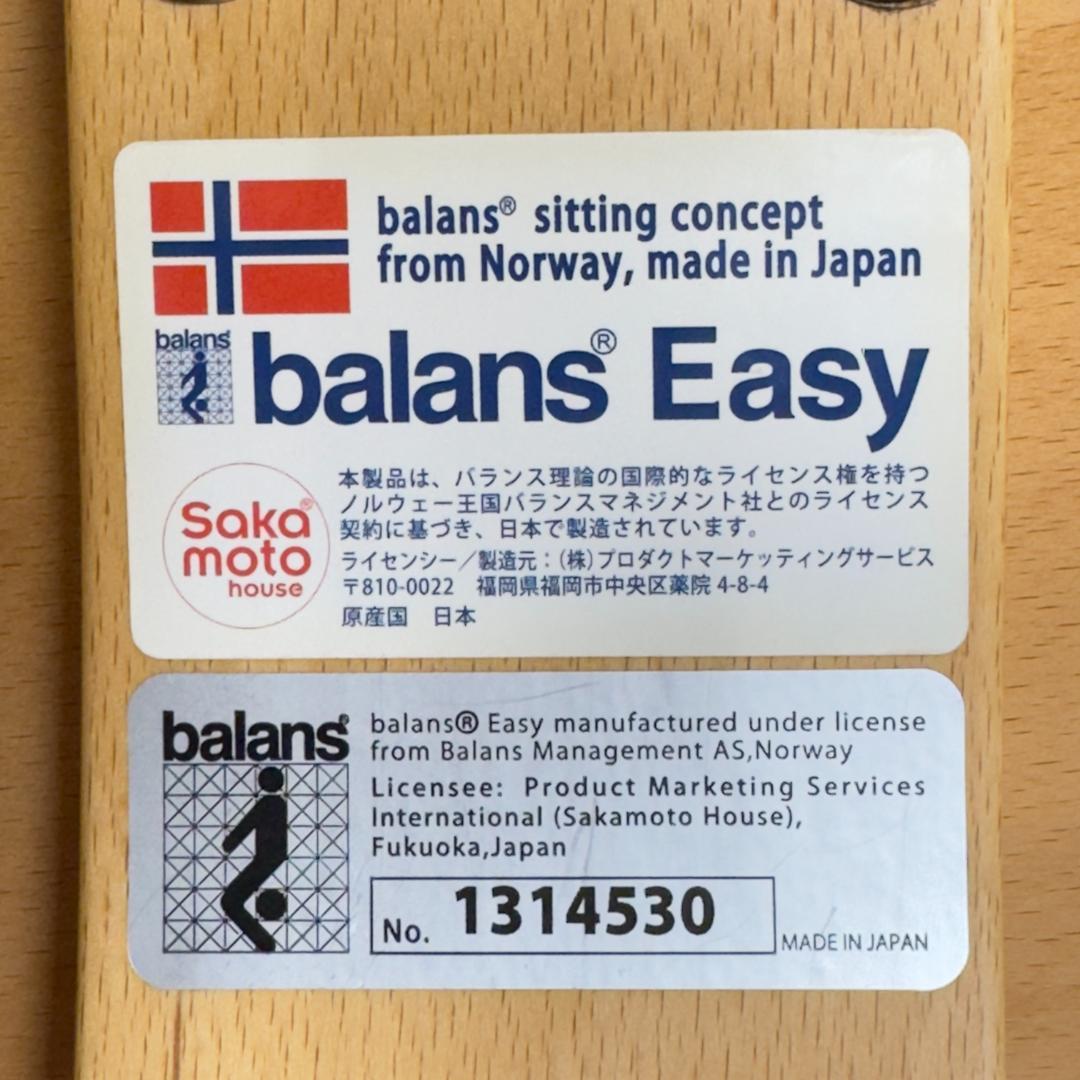 balans® sitting concept
from Norway, made in Japan
balans
balans® Easy
Saka®
moto
house
本製品は、バランス理論の国際的なライセンス権を持つ
ノルウェー王国バランスマネジメント社とのライセンス
契約に基づき、日本で製造されています。
ライセンシー／製造元：（株）プロダクトマーケッティングサービス
〒810-0022 福岡県福岡市中央区薬院 4-8-4
原産国 日本
balans®
balans® Easy manufactured under license
from Balans Management AS,Norway
Licensee: Product Marketing Services
International (Sakamoto House),
Fukuoka,Japan
No. 1314530
MADE IN JAPAN